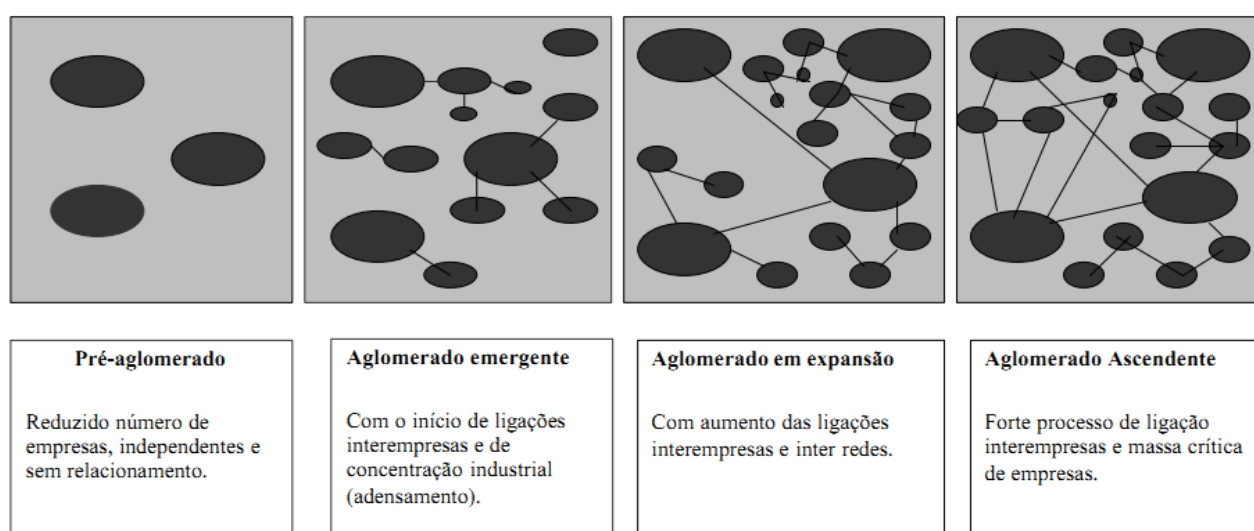 Pré-aglomerado
Reduzido número de
empresas, independentes e
sem relacionamento.
Aglomerado emergente
Com o início de ligações
interempresas e de
concentração industrial
(adensamento).
Aglomerado em expansão
Com aumento das ligações
interempresas e inter redes.
Aglomerado Ascendente
Forte processo de ligação
interempresas e massa crítica
de empresas.